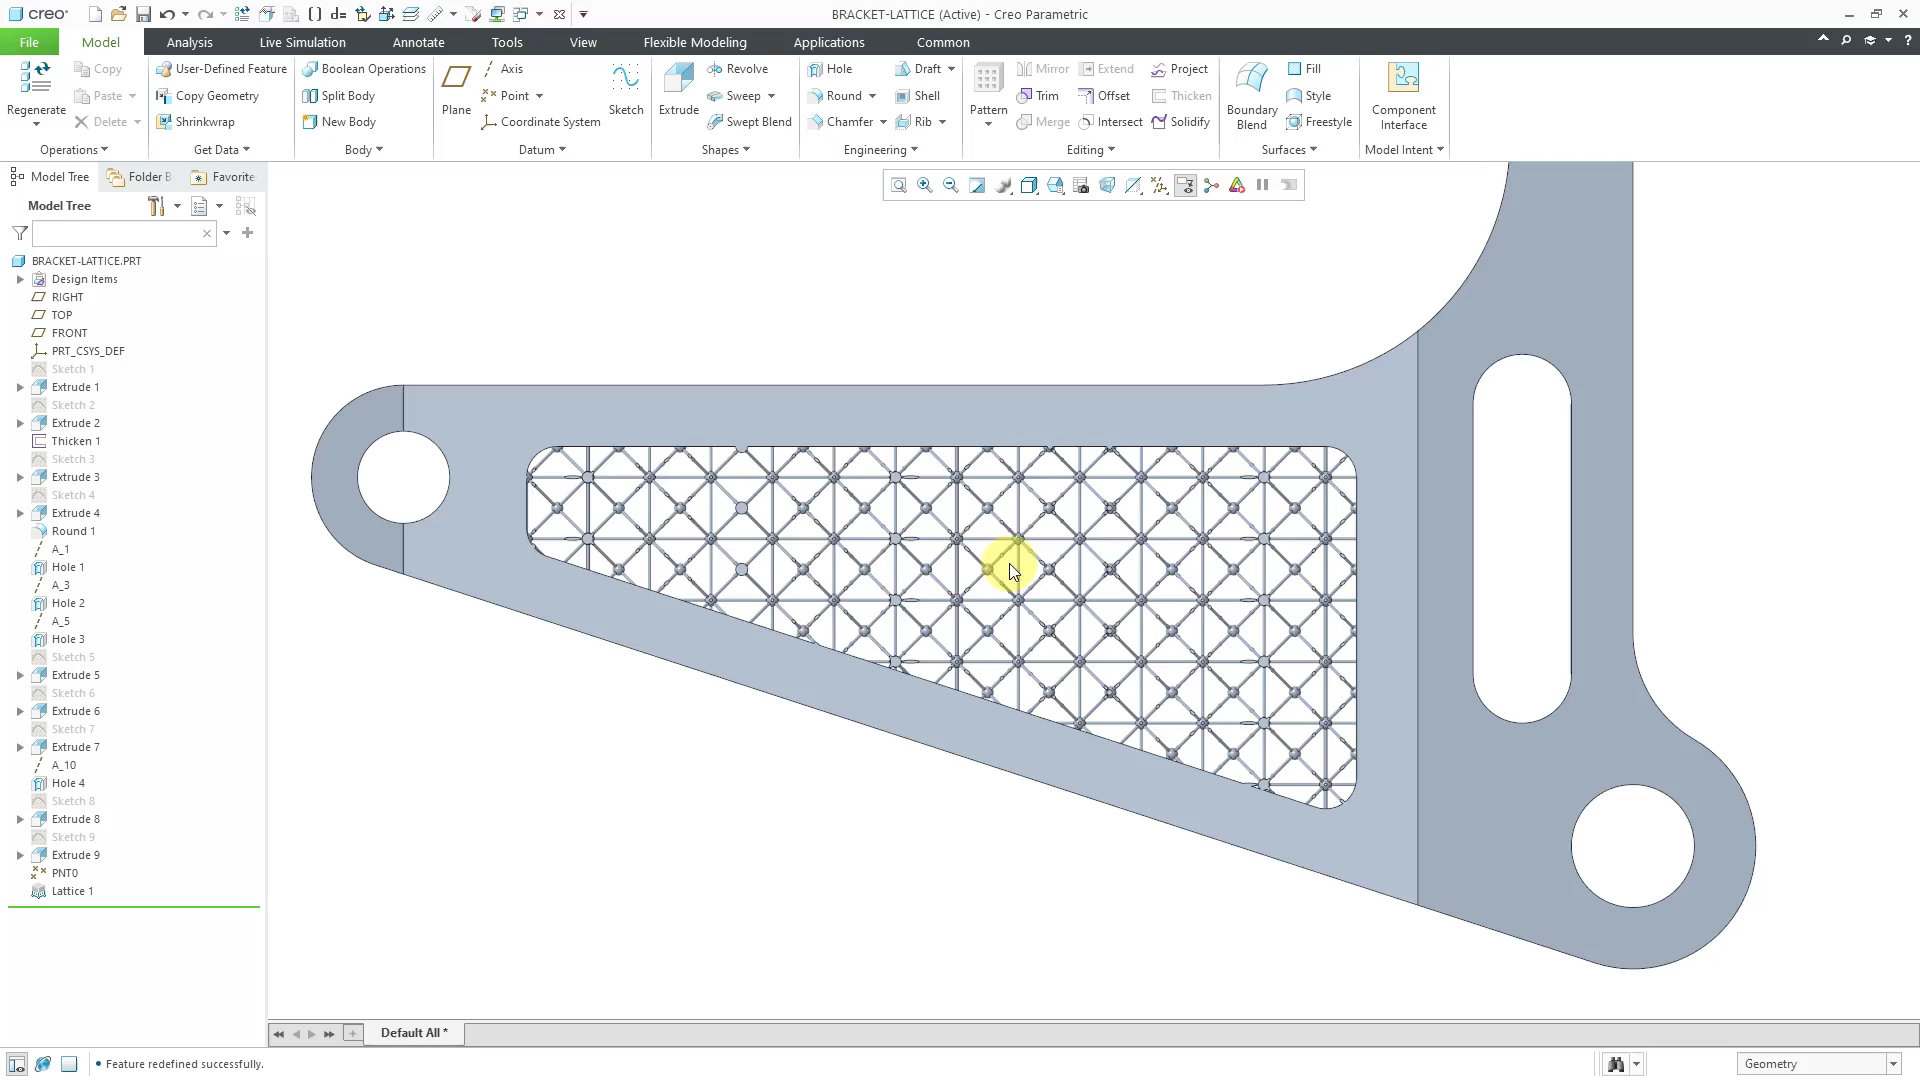 creo
d=
BRACKET-LATTICE (Active) - Creo Parametric
File
Model
Analysis
Live Simulation
Annotate
Tools
View
Flexible Modeling
Applications
Common
?
Regenerate
Copy
Paste
Delete
Operations
User-Defined Feature
Copy Geometry
Shrinkwrap
Get Data
Boolean Operations
Split Body
New Body
Body
Plane
Axis
Point
Coordinate System
Sketch
Datum
Extrude
Revolve
Sweep
Swept Blend
Shapes
Hole
Round
Chamfer
Draft
Shell
Rib
Engineering
Pattern
Mirror
Trim
Merge
Extend
Offset
Intersect
Project
Thicken
Solidify
Editing
Boundary
Blend
Fill
Style
Freestyle
Surfaces
Component
Interface
Model Intent
Model Tree
Folder B
Favorite
Model Tree
BRACKET-LATTICE.PRT
Design Items
RIGHT
TOP
FRONT
PRT_CSYS_DEF
Sketch 1
Extrude 1
Sketch 2
Extrude 2
Thicken 1
Sketch 3
Extrude 3
Sketch 4
Extrude 4
Round 1
A_1
Hole 1
A_3
Hole 2
A_5
Hole 3
Sketch 5
Extrude 5
Sketch 6
Extrude 6
Sketch 7
Extrude 7
A_10
Hole 4
Sketch 8
Extrude 8
Sketch 9
Extrude 9
PNT0
Lattice 1
Default All *
Feature redefined successfully.
Geometry